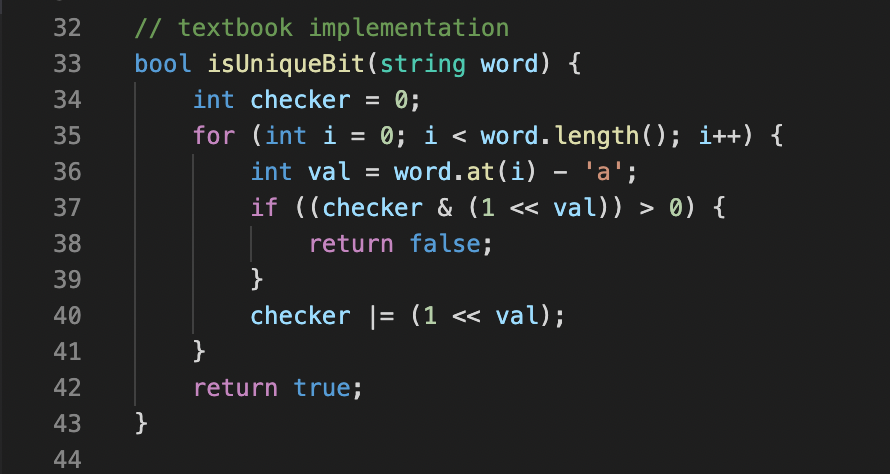 32 // textbook implementation
33 bool isUniqueBit(string word) {
34     int checker = 0;
35     for (int i = 0; i < word.length(); i++) {
36         int val = word.at(i) - 'a';
37         if ((checker & (1 << val)) > 0) {
38             return false;
39         }
40         checker |= (1 << val);
41     }
42     return true;
43 }
44